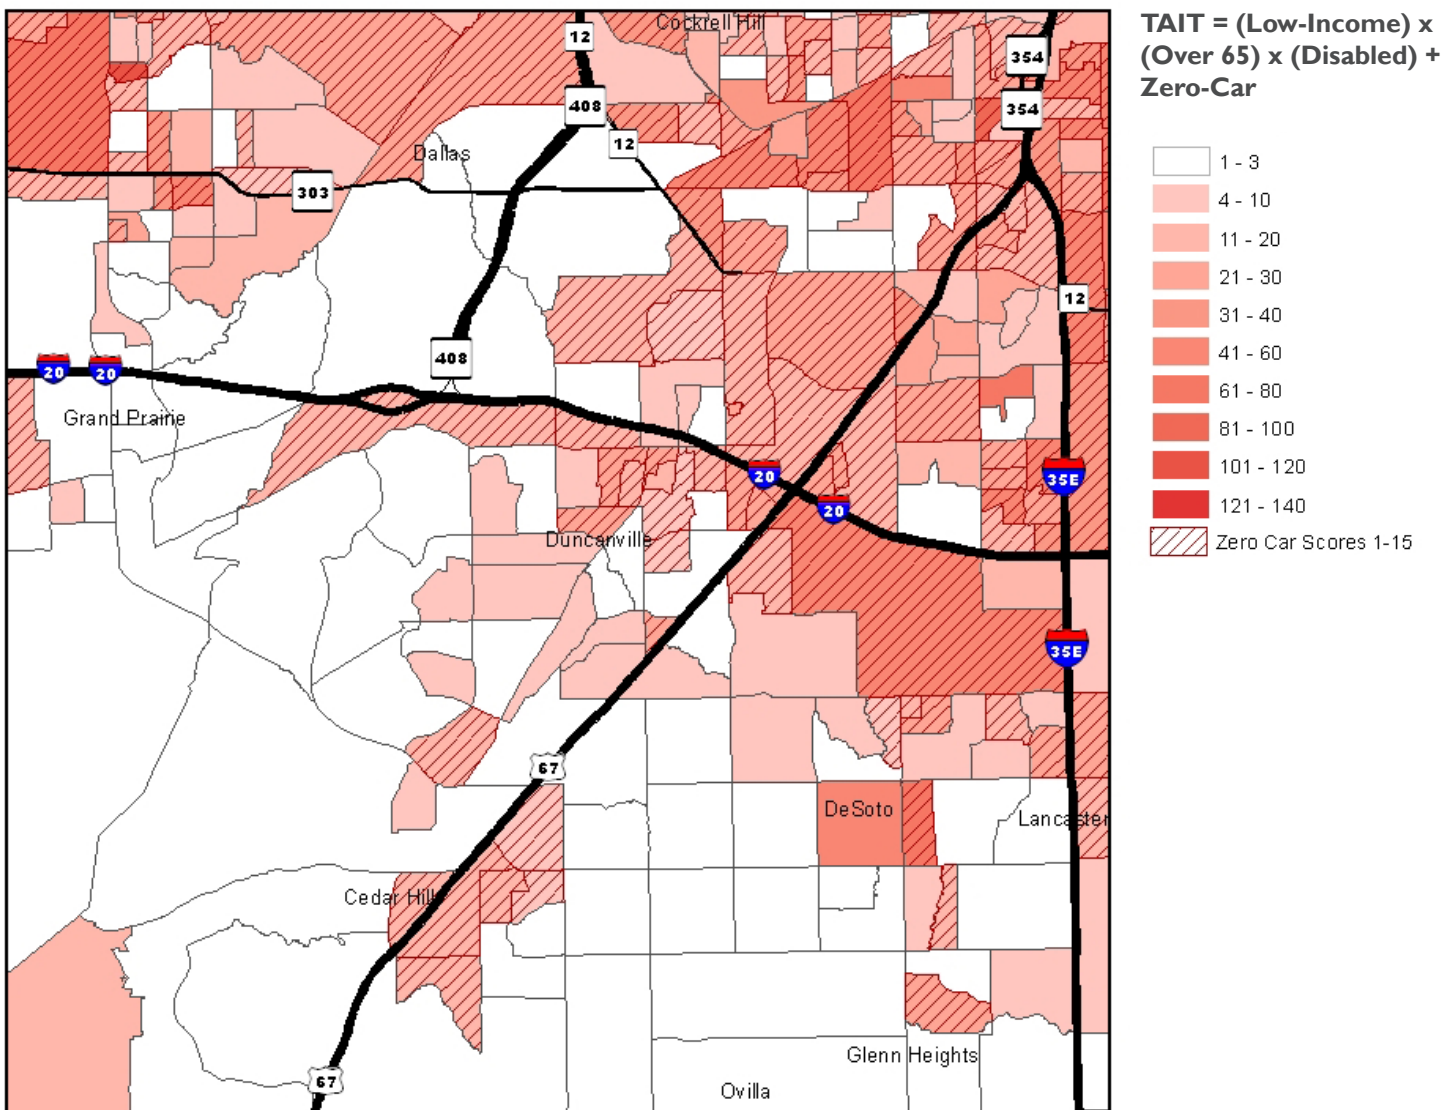 TAIT = (Low-Income) x
(Over 65) x (Disabled) +
Zero-Car
1 - 3
4 - 10
11 - 20
21 - 30
31 - 40
41 - 60
61 - 80
81 - 100
101 - 120
121 - 140
Zero Car Scores 1-15
Cockrell Hill
12
354
408
354
12
Dallas
303
12
408
20
20
Grand Prairie
20
35E
20
Duncanville
35E
67
DeSoto
Lancaster
Cedar Hill
Glenn Heights
67
Ovilla